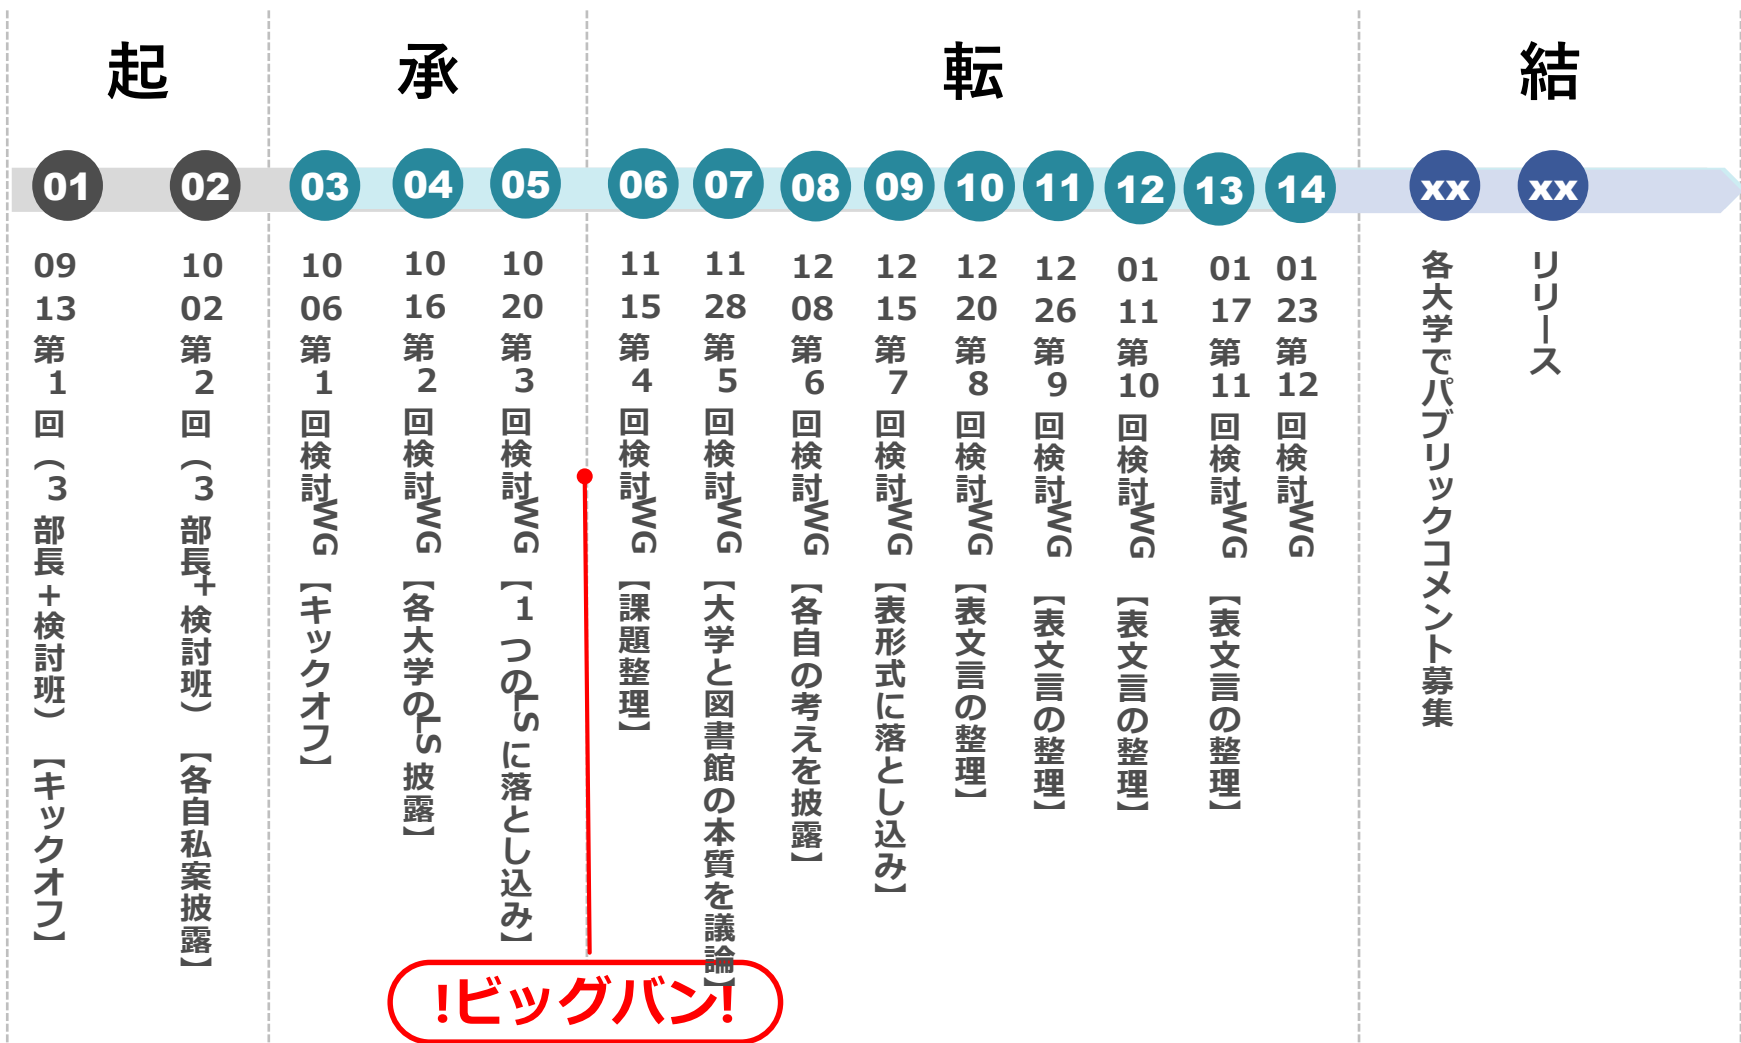 起
承
転
結
01
02
03
04
05
06
07
08
09
10
11
12
13
14
xx
xx
09
13
第1回（3部長＋検討班）【キックオフ】
10
02
第2回（3部長＋検討班）【各自私案披露】
10
06
第1回検討WG【キックオフ】
10
16
第2回検討WG【各大学のLS披露】
10
20
第3回検討WG【1つのLSに落とし込み】
11
15
第4回検討WG【課題整理】
11
28
第5回検討WG【大学と図書館の本質を議論】
12
08
第6回検討WG【各自の考えを披露】
12
15
第7回検討WG【表形式に落とし込み】
12
20
第8回検討WG【表文言の整理】
12
26
第9回検討WG【表文言の整理】
01
11
第10回検討WG【表文言の整理】
01
17
第11回検討WG【表文言の整理】
01
23
第12回検討WG
各大学でパブリックコメント募集
リリース
!ビッグバン!